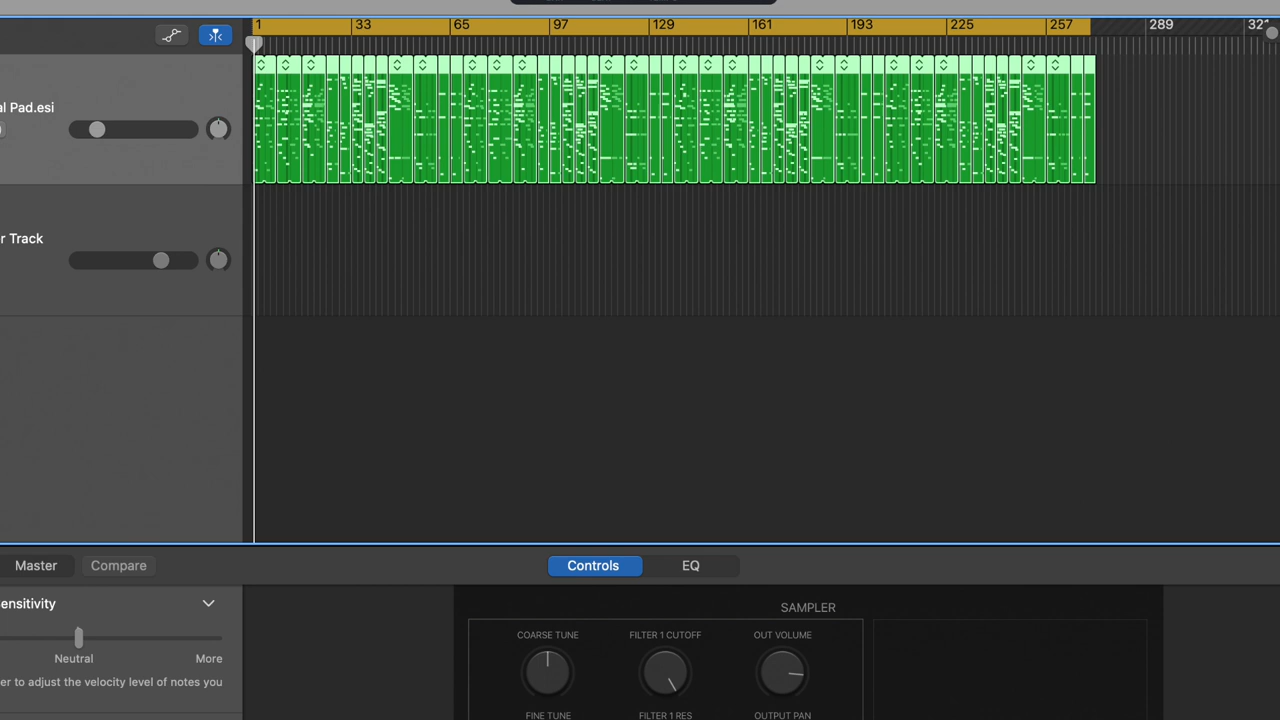 1 33 65 97 129 161 193 225 257 289 321
al Pad.esi
r Track
Master Compare Controls EQ
ensitivity
Neutral More
er to adjust the velocity level of notes you
SAMPLER
COARSE TUNE FILTER 1 CUTOFF OUT VOLUME
FINE TUNE FILTER 1 RES OUTPUT PAN